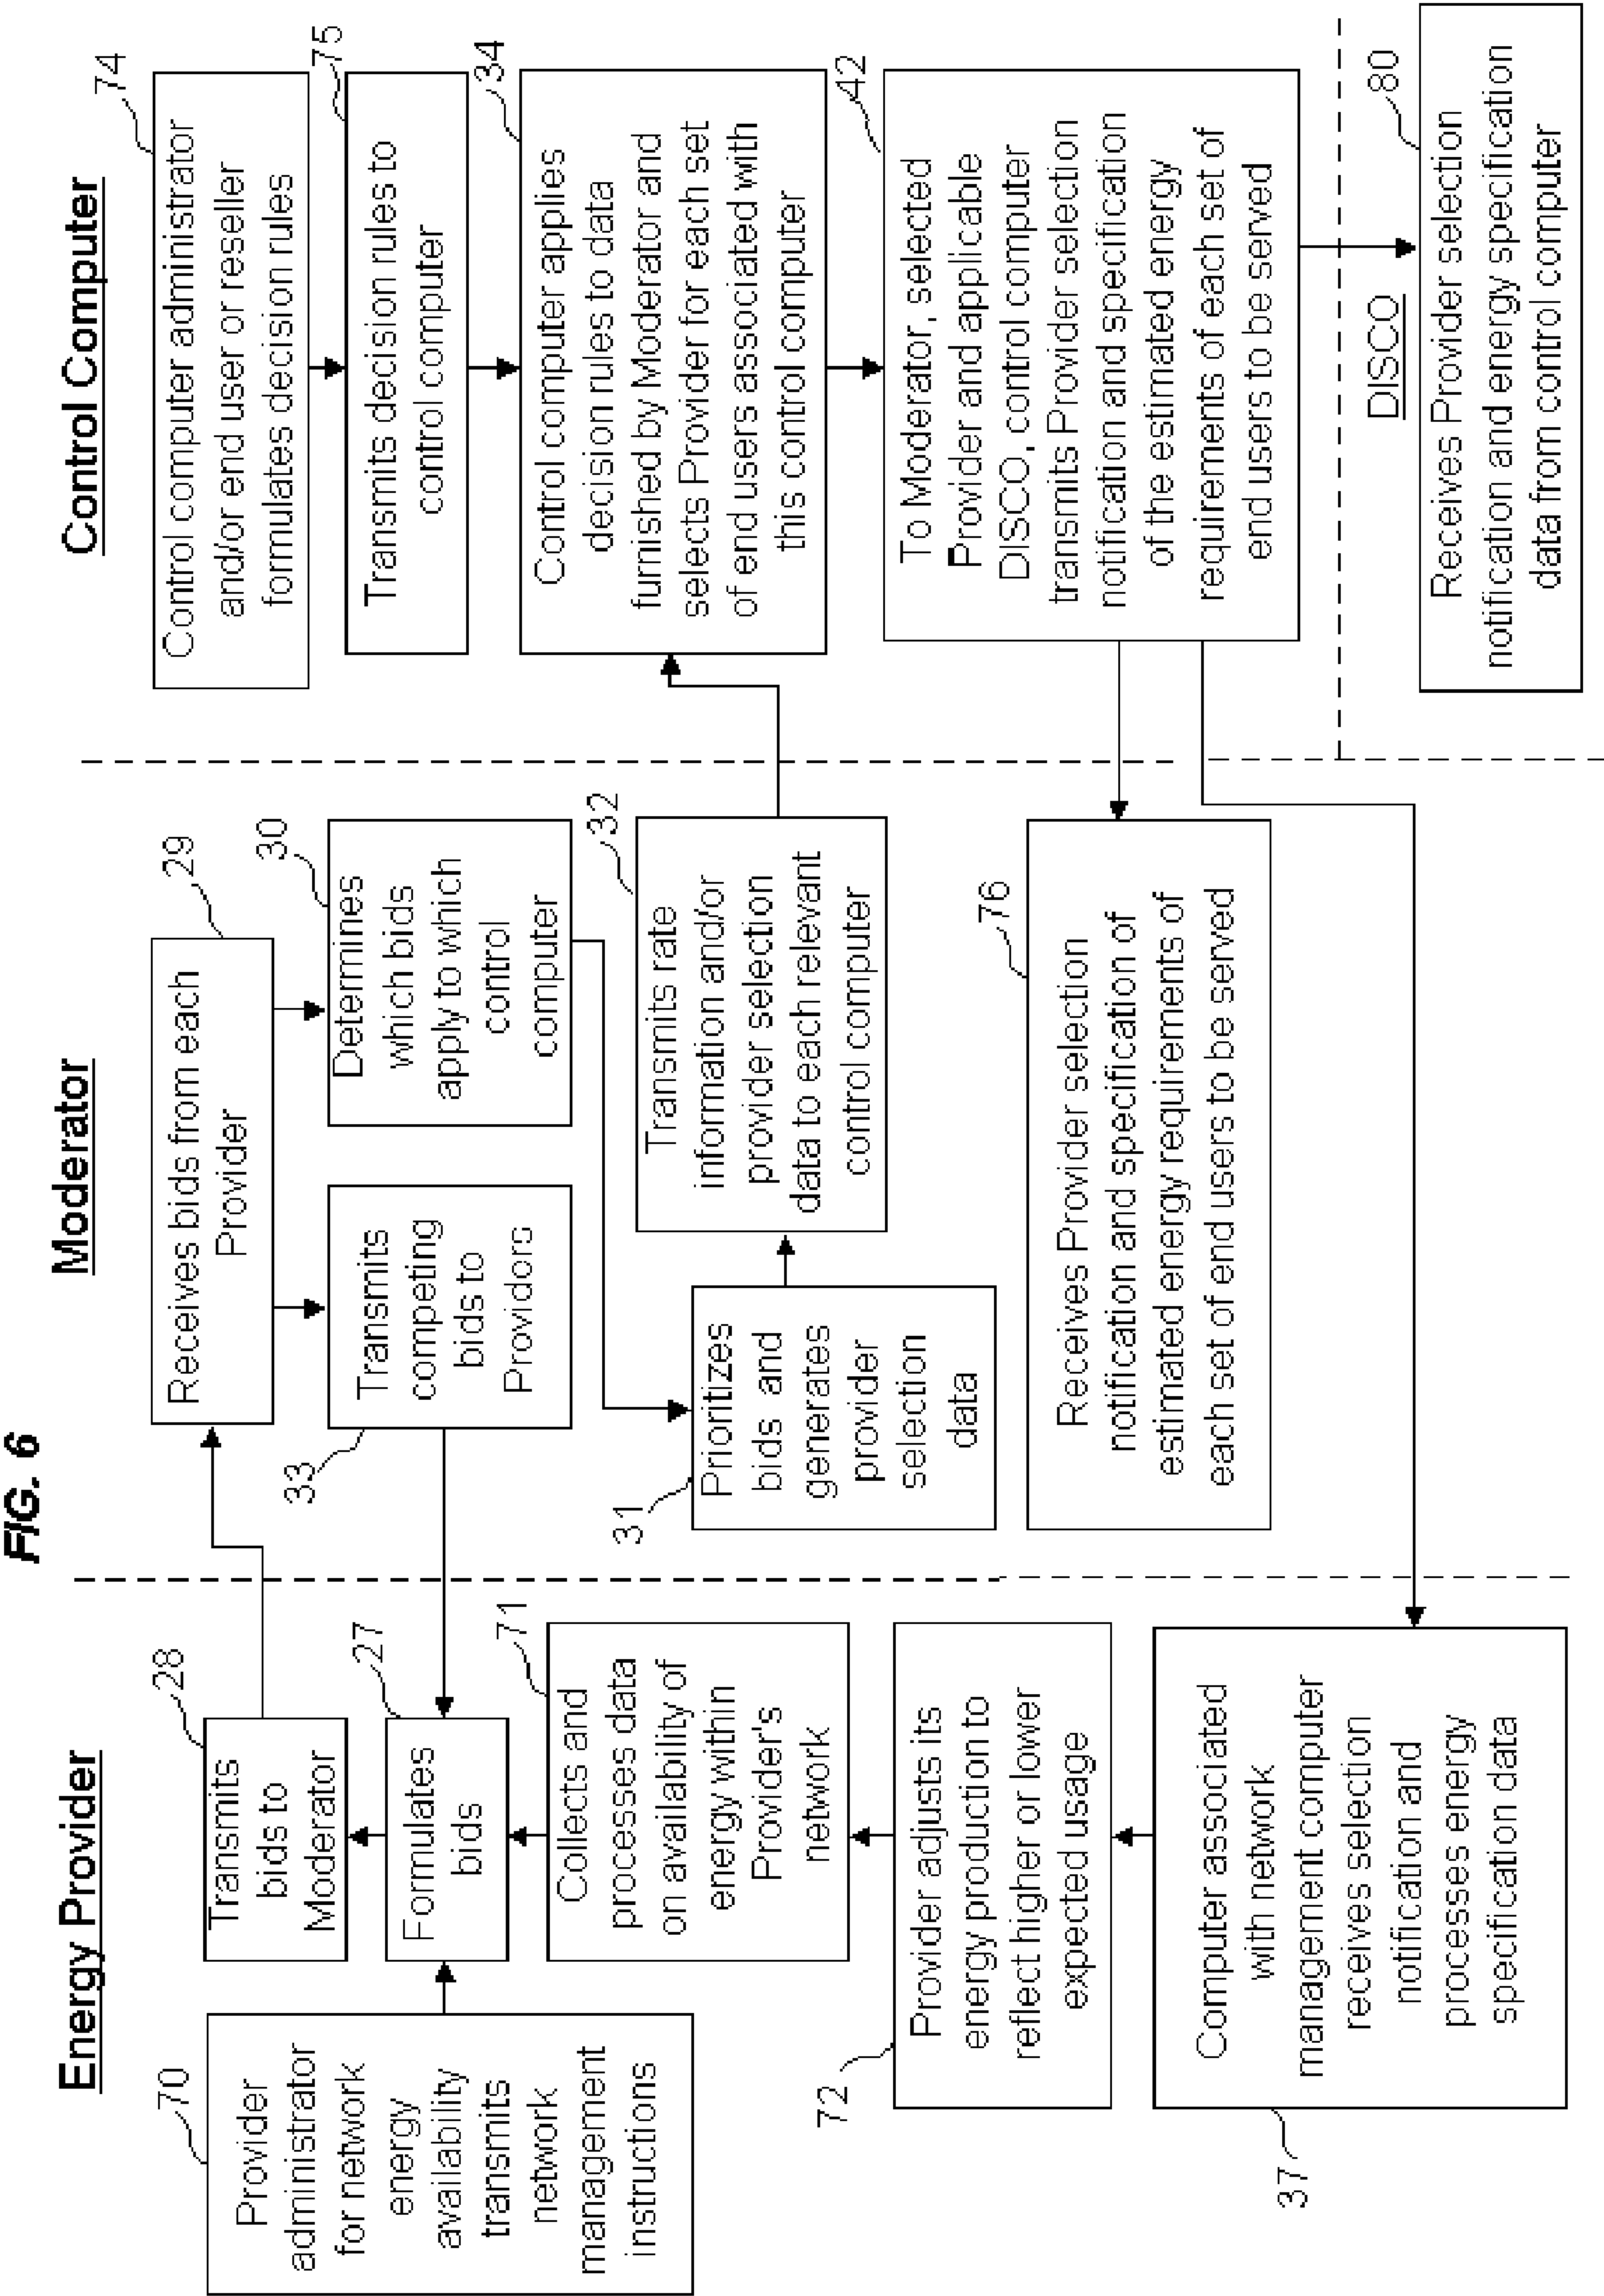 FIG. 6
Energy Provider
70
Provider
administrator
for network
energy
availability
transmits
network
management
instructions
28
Transmits
bids to
Moderator
27
Formulates
bids
71
Collects and
processes data
on availability of
energy within
Provider's
network
72
Provider adjusts its
energy production to
reflect higher or lower
expected usage
37
Computer associated
with network
management computer
receives selection
notification and
processes energy
specification data
Moderator
29
Receives bids from each
Provider
33
Transmits
competing
bids to
Providors
30
Determines
which bids
apply to which
control
computer
31
Prioritizes
bids and
generates
provider
selection
data
32
Transmits rate
information and/or
provider selection
data to each relevant
control computer
76
Receives Provider selection
notification and specification of
estimated energy requirements of
each set of end users to be served
Control Computer
74
Control computer administrator
and/or end user or reseller
formulates decision rules
75
Transmits decision rules to
control computer
34
Control computer applies
decision rules to data
furnished by Moderator and
selects Provider for each set
of end users associated with
this control computer
42
To Moderator, selected
Provider and applicable
DISCO, control computer
transmits Provider selection
notification and specification
of the estimated energy
requirements of each set of
end users to be served
DISCO
80
Receives Provider selection
notification and energy specification
data from control computer